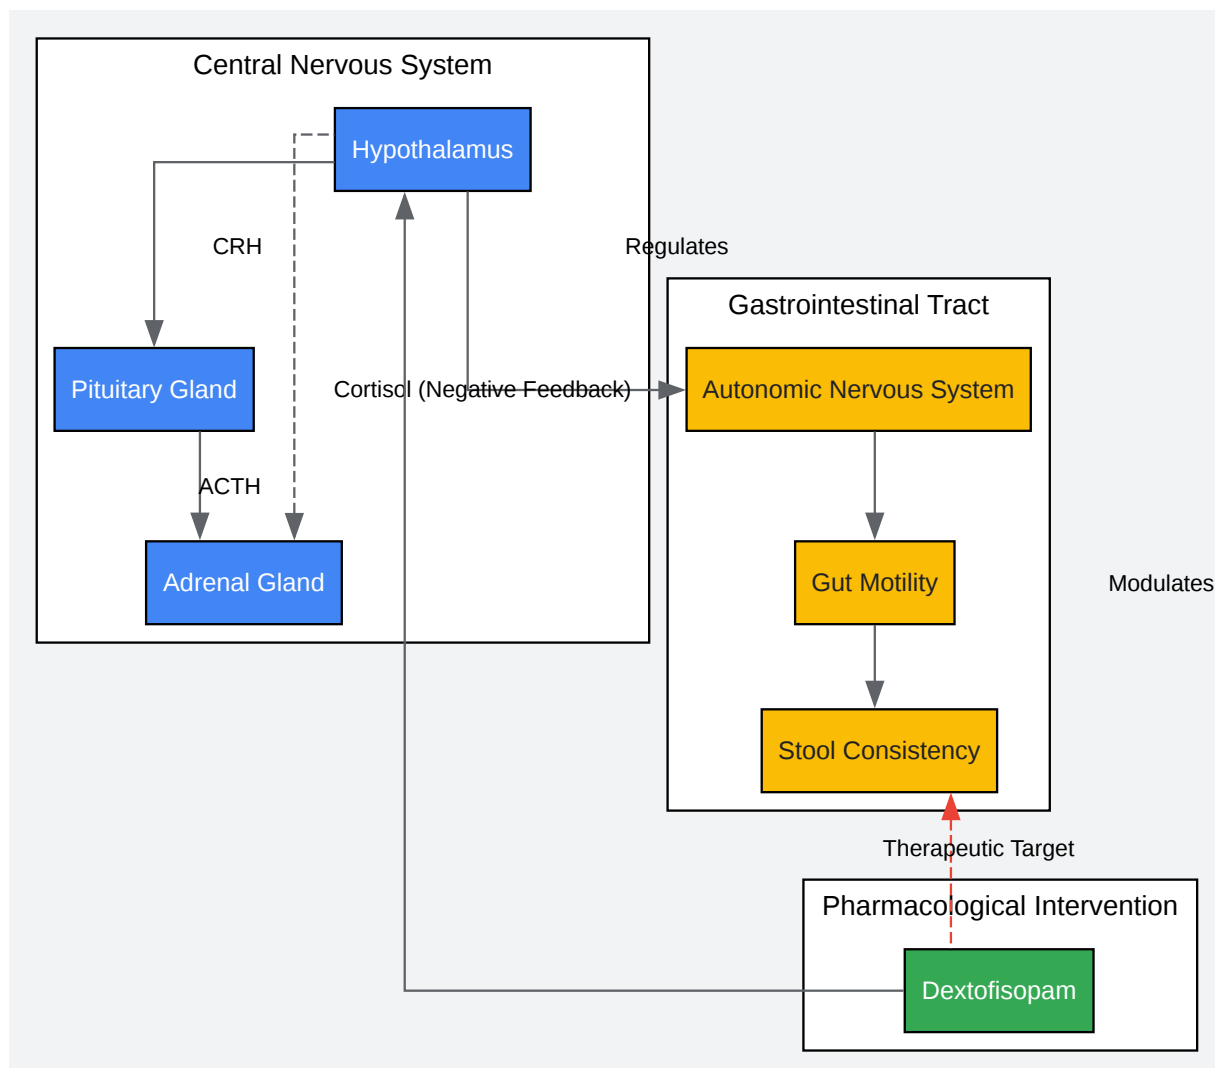 Central Nervous System
Hypothalamus
CRH
Regulates
Gastrointestinal Tract
Pituitary Gland
Cortisol (Negative Feedback)
Autonomic Nervous System
ACTH
Adrenal Gland
Gut Motility
Modulates
Stool Consistency
Therapeutic Target
Pharmacological Intervention
Dextofisopam